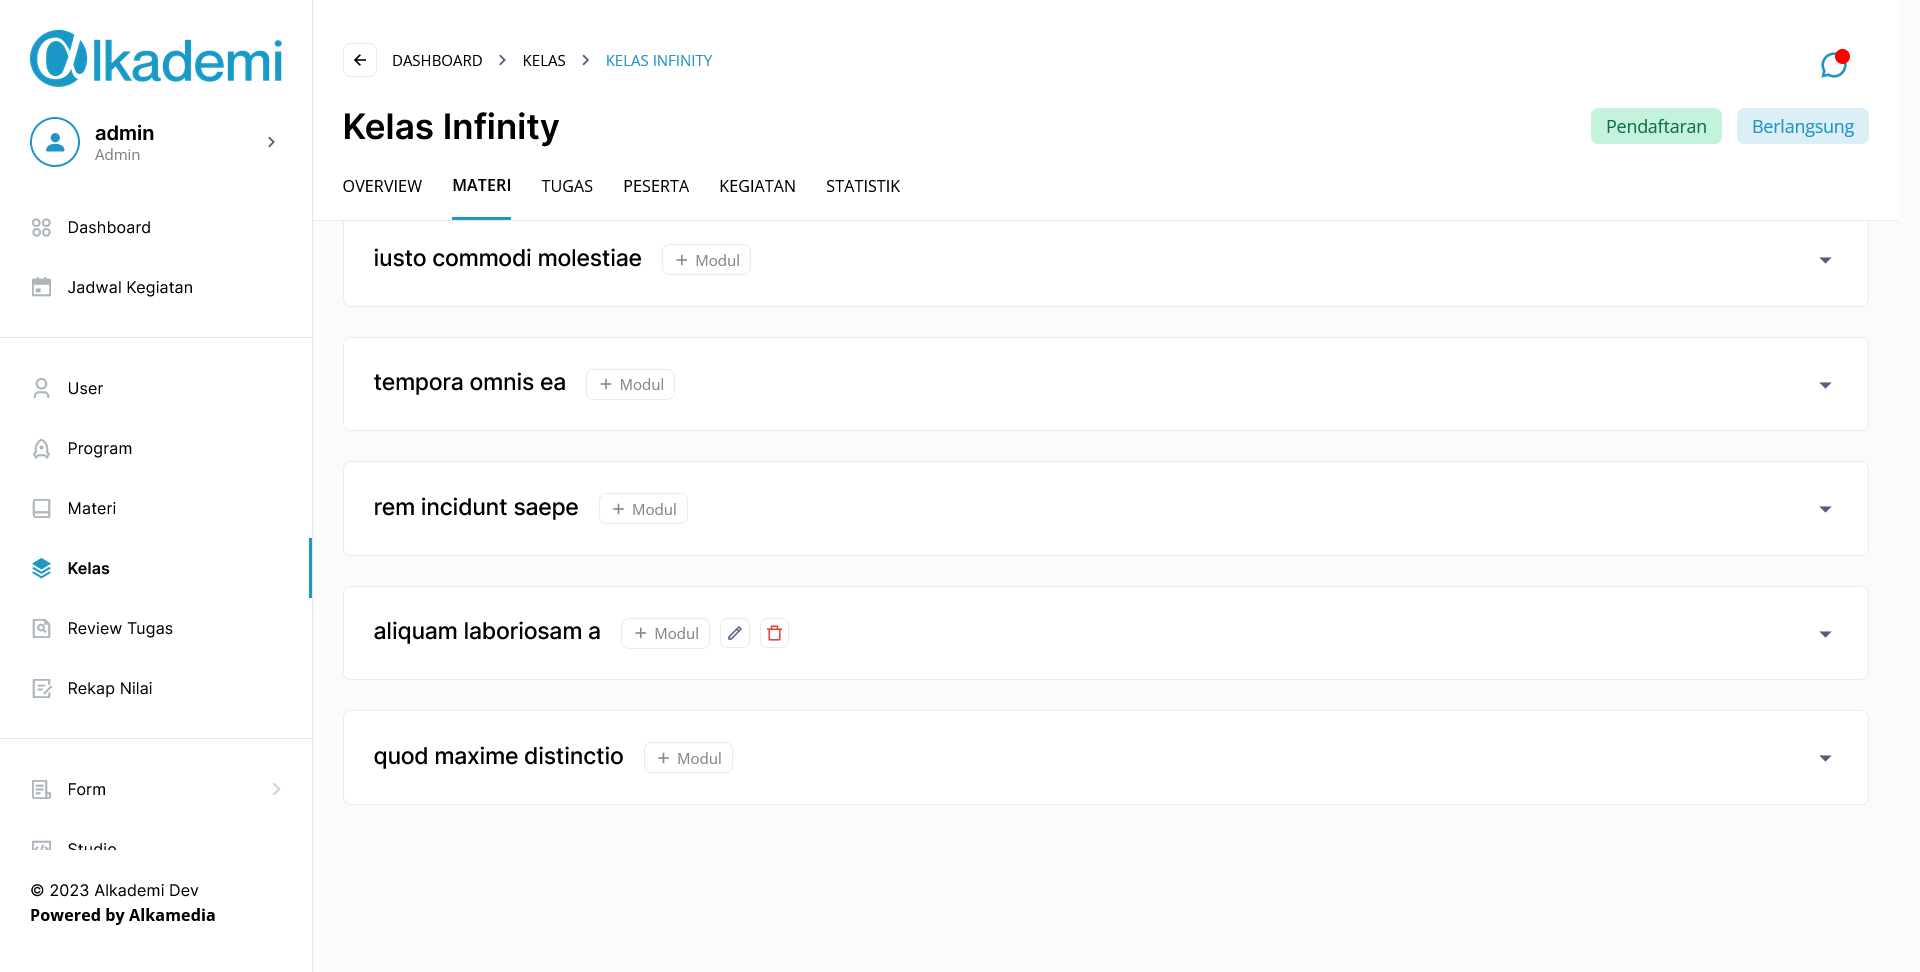 alkademi
admin
Admin
Dashboard
Jadwal Kegiatan
User
Program
Materi
Kelas
Review Tugas
Rekap Nilai
Form
Studio
© 2023 Alkademi Dev
Powered by Alkamedia
DASHBOARD > KELAS > KELAS INFINITY
Kelas Infinity
Pendaftaran
Berlangsung
OVERVIEW MATERI TUGAS PESERTA KEGIATAN STATISTIK
iusto commodi molestiae + Modul
tempora omnis ea + Modul
rem incidunt saepe + Modul
aliquam laboriosam a + Modul
quod maxime distinctio + Modul